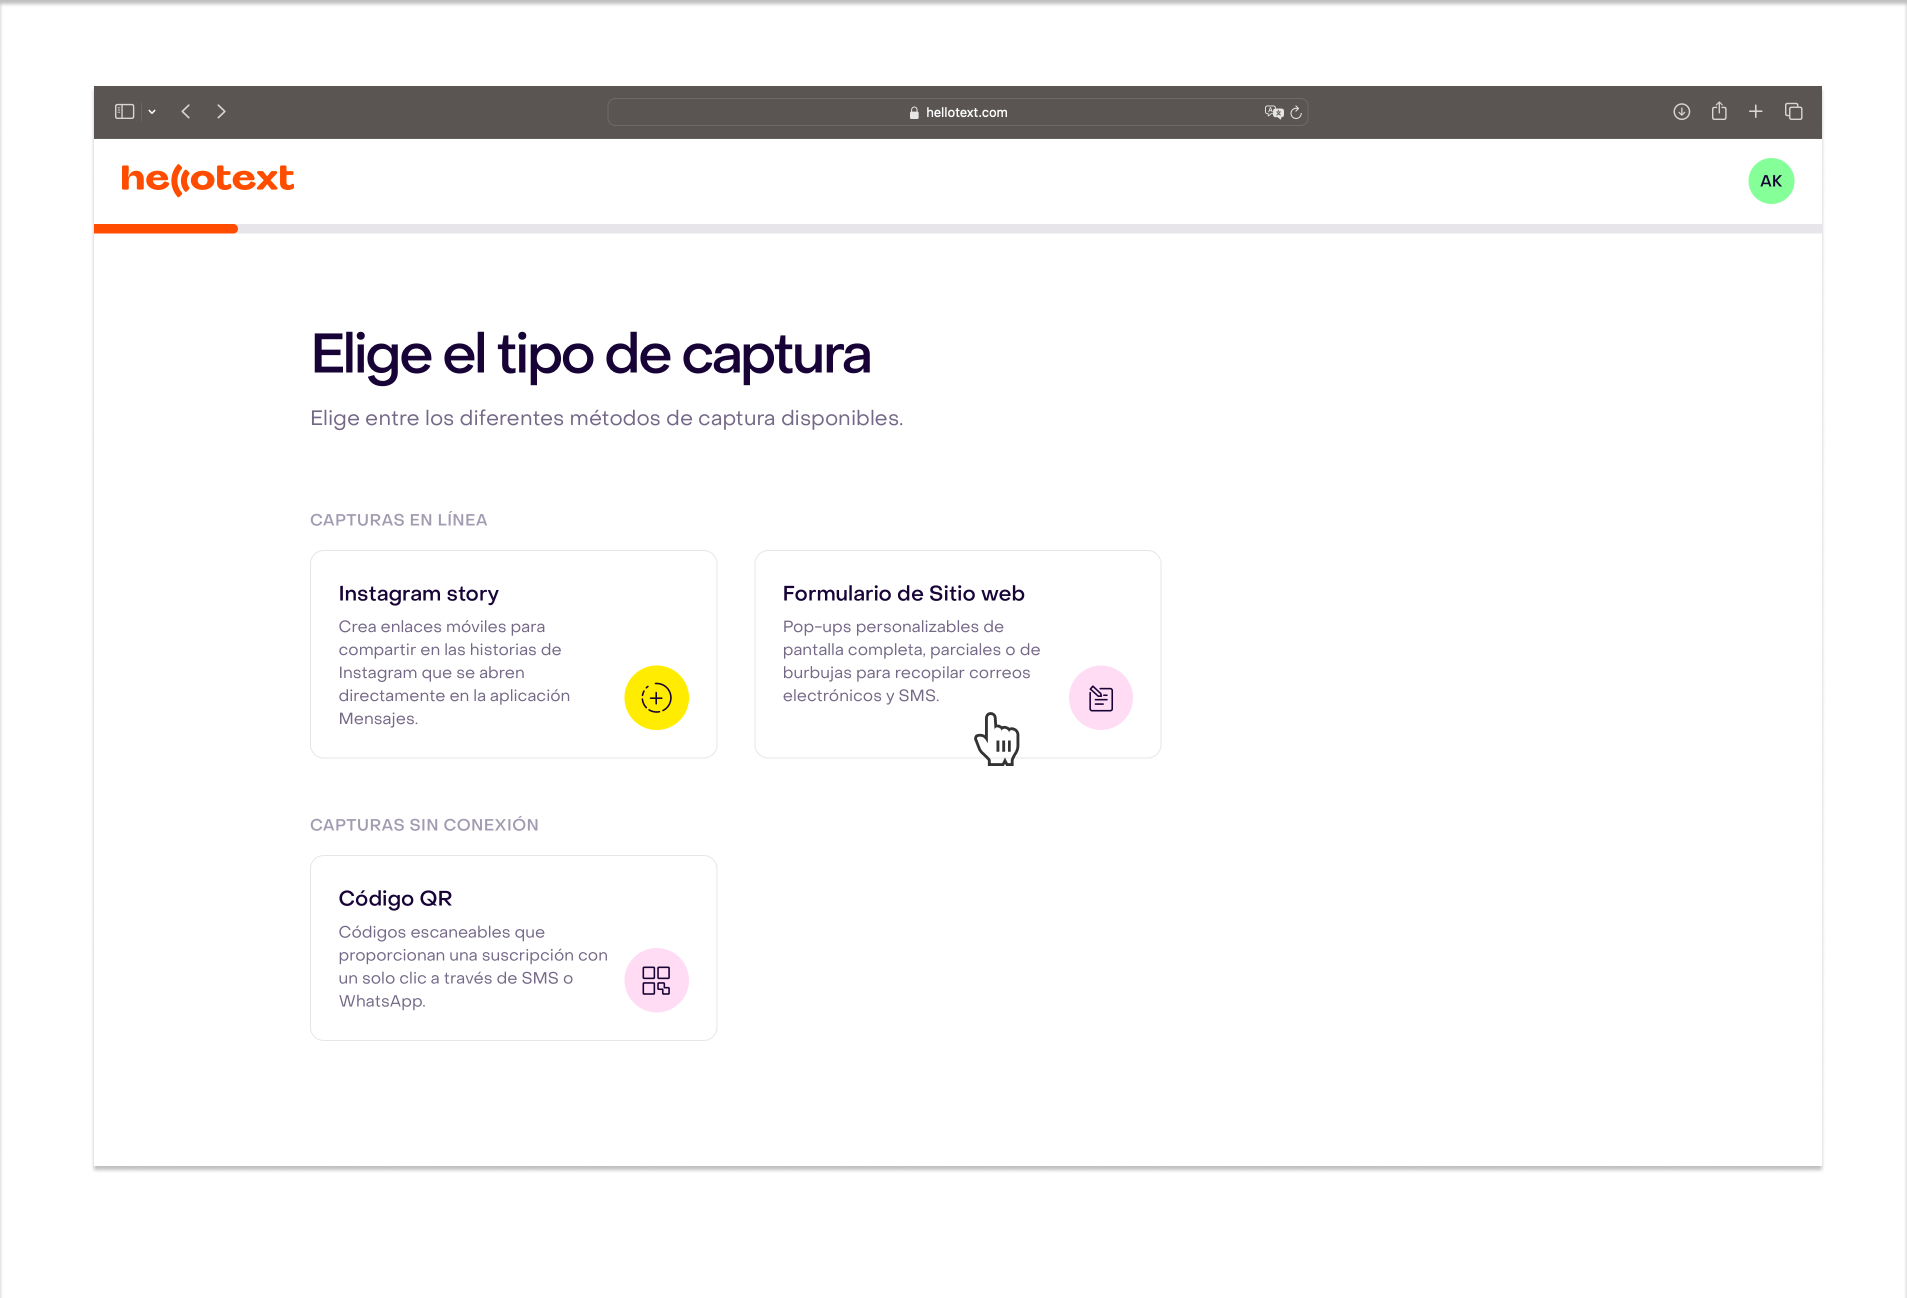 hellotext.com
hellotext
AK
Elige el tipo de captura
Elige entre los diferentes métodos de captura disponibles.
CAPTURAS EN LÍNEA
Instagram story
Crea enlaces móviles para
compartir en las historias de
Instagram que se abren
directamente en la aplicación
Mensajes.
Formulario de Sitio web
Pop-ups personalizables de
pantalla completa, parciales o de
burbujas para recopilar correos
electrónicos y SMS.
CAPTURAS SIN CONEXIÓN
Código QR
Códigos escaneables que
proporcionan una suscripción con
un solo clic a través de SMS o
WhatsApp.